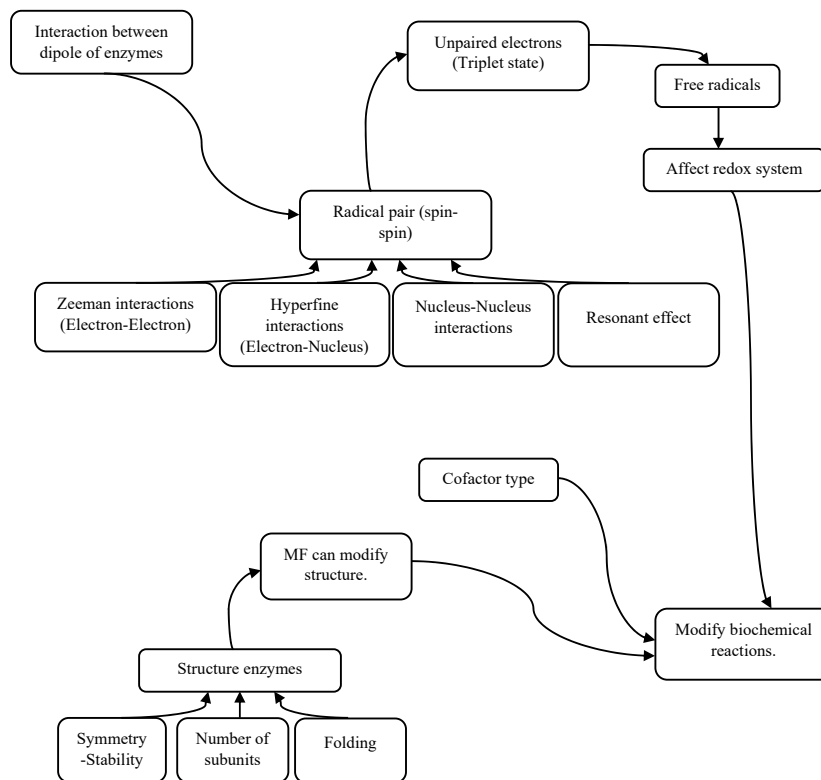 Interaction between
dipole of enzymes
Unpaired electrons
(Triplet state)
Free radicals
Affect redox system
Radical pair (spin-
spin)
Zeeman interactions
(Electron-Electron)
Hyperfine
interactions
(Electron-Nucleus)
Nucleus-Nucleus
interactions
Resonant effect
Cofactor type
MF can modify
structure.
Modify biochemical
reactions.
Structure enzymes
Symmetry
-Stability
Number of
subunits
Folding